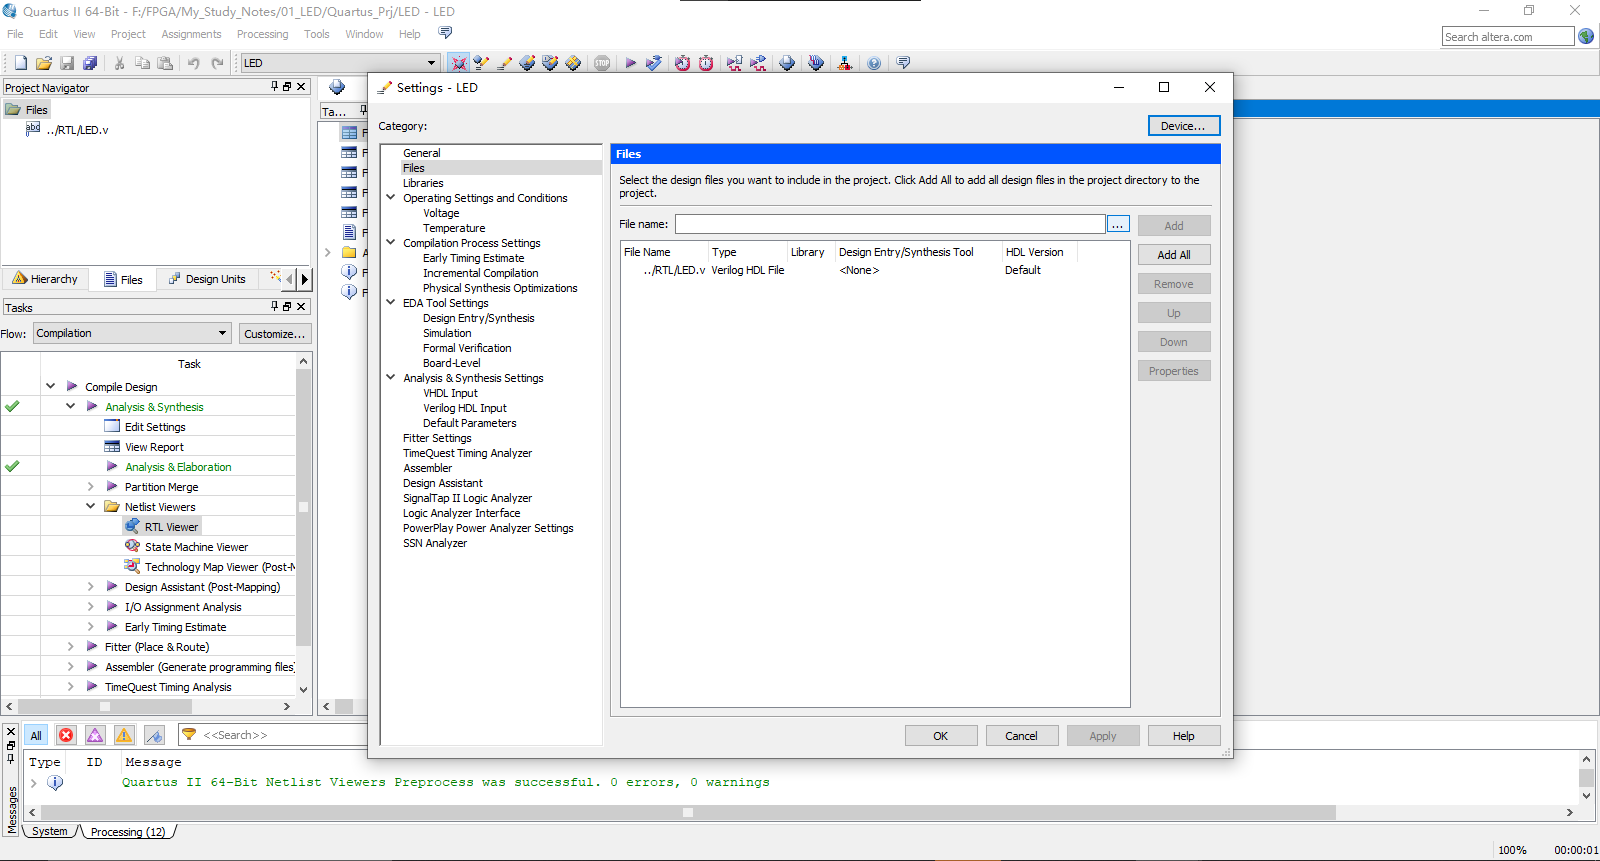 Quartus II 64-Bit - F:/FPGA/My_Study_Notes/01_LED/Quartus_Prj/LED - LED
File Edit View Project Assignments Processing Tools Window Help
Search altera.com
LED
Project Navigator
Files
../RTL/LED.v
Hierarchy Files Design Units
Tasks
Flow: Compilation Customize...
Task
Compile Design
Analysis & Synthesis
Edit Settings
View Report
Analysis & Elaboration
Partition Merge
Netlist Viewers
RTL Viewer
State Machine Viewer
Technology Map Viewer (Post-M
Design Assistant (Post-Mapping)
I/O Assignment Analysis
Early Timing Estimate
Fitter (Place & Route)
Assembler (Generate programming files)
TimeQuest Timing Analysis
Ta...
F
F
F
F
F
F
A
F
F
Settings - LED
Category:
Device...
General
Files
Libraries
Operating Settings and Conditions
Voltage
Temperature
Compilation Process Settings
Early Timing Estimate
Incremental Compilation
Physical Synthesis Optimizations
EDA Tool Settings
Design Entry/Synthesis
Simulation
Formal Verification
Board-Level
Analysis & Synthesis Settings
VHDL Input
Verilog HDL Input
Default Parameters
Fitter Settings
TimeQuest Timing Analyzer
Assembler
Design Assistant
SignalTap II Logic Analyzer
Logic Analyzer Interface
PowerPlay Power Analyzer Settings
SSN Analyzer
Files
Select the design files you want to include in the project. Click Add All to add all design files in the project directory to the
project.
File name: ... Add
File Name Type Library Design Entry/Synthesis Tool HDL Version
../RTL/LED.v Verilog HDL File <None> Default
Add All
Remove
Up
Down
Properties
OK Cancel Apply Help
All <<Search>>
Type ID Message
Quartus II 64-Bit Netlist Viewers Preprocess was successful. 0 errors, 0 warnings
Messages
System Processing (12)
100% 00:00:01